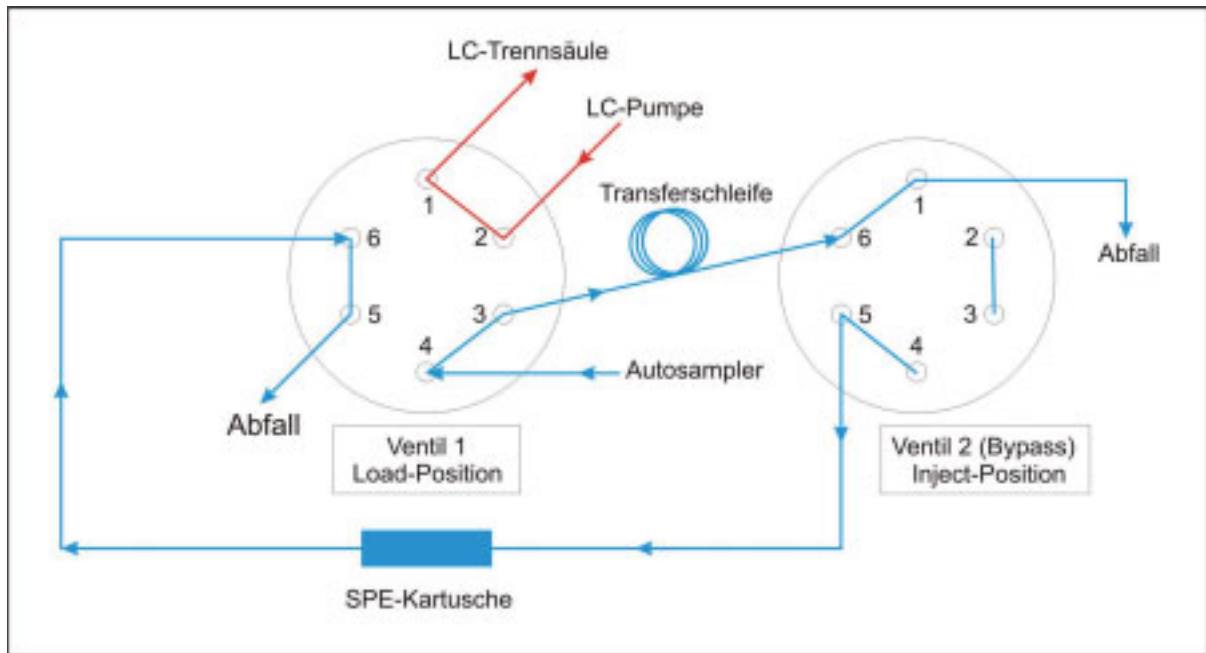 LC-Trennsäule
LC-Pumpe
Transferschleife
1
2
3
4
5
6
1
2
3
4
5
6
Abfall
Autosampler
Abfall
Ventil 1
Load-Position
Ventil 2 (Bypass)
Inject-Position
SPE-Kartusche